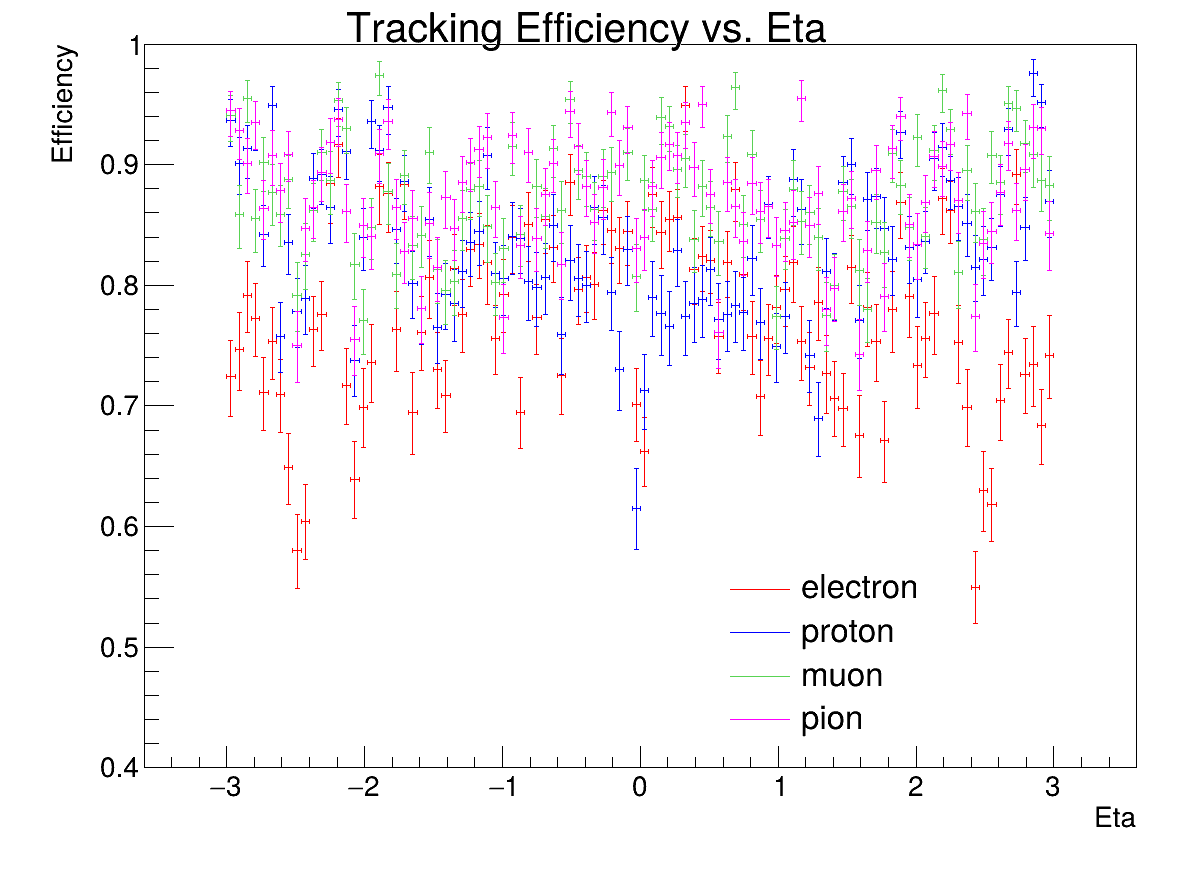 Tracking Efficiency vs. Eta
Efficiency
1
0.9
0.8
0.7
0.6
0.5
0.4
electron
proton
muon
pion
−3 −2 −1 0 1 2 3
Eta